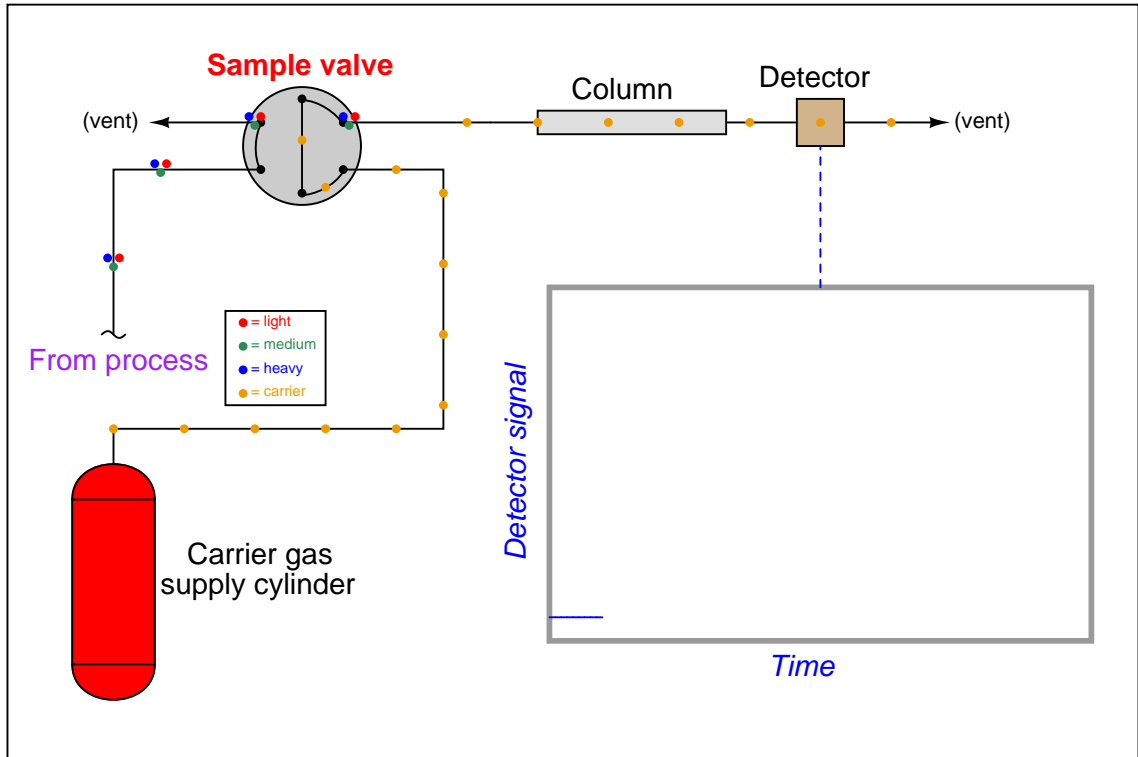 Sample valve
Column
Detector
(vent)
(vent)
From process
= light
= medium
= heavy
= carrier
Detector signal
Carrier gas
supply cylinder
Time